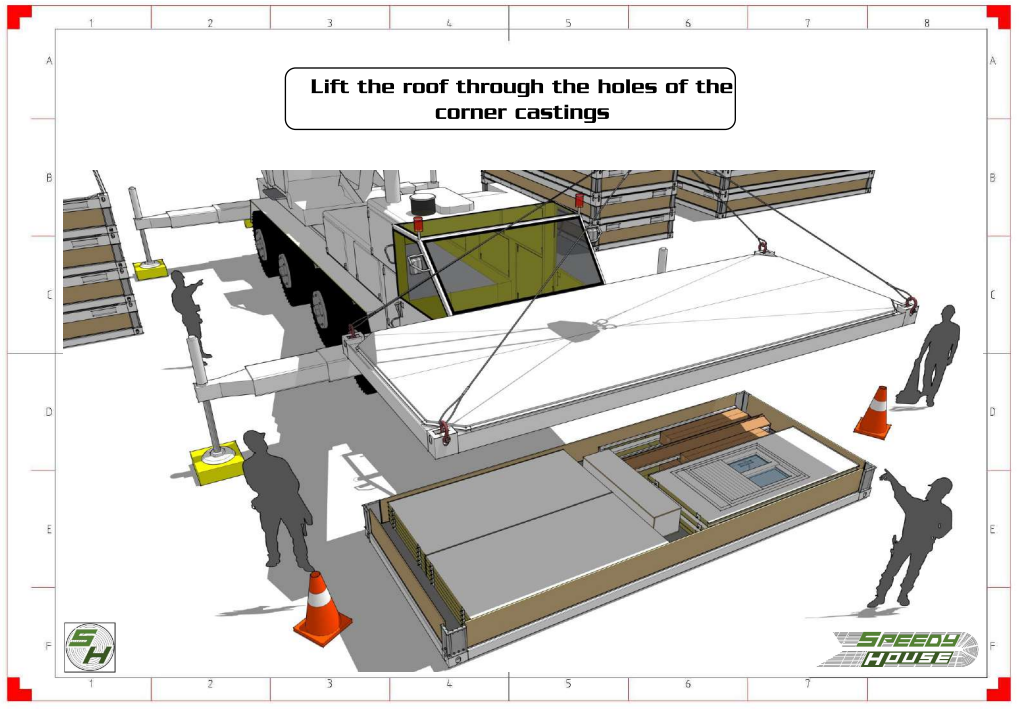 1 2 3 4 5 6 7 8
A A
Lift the roof through the holes of the
corner castings
B B
C C
D D
E E
F F
SH
SPEEDY
HOUSE
1 2 3 4 5 6 7